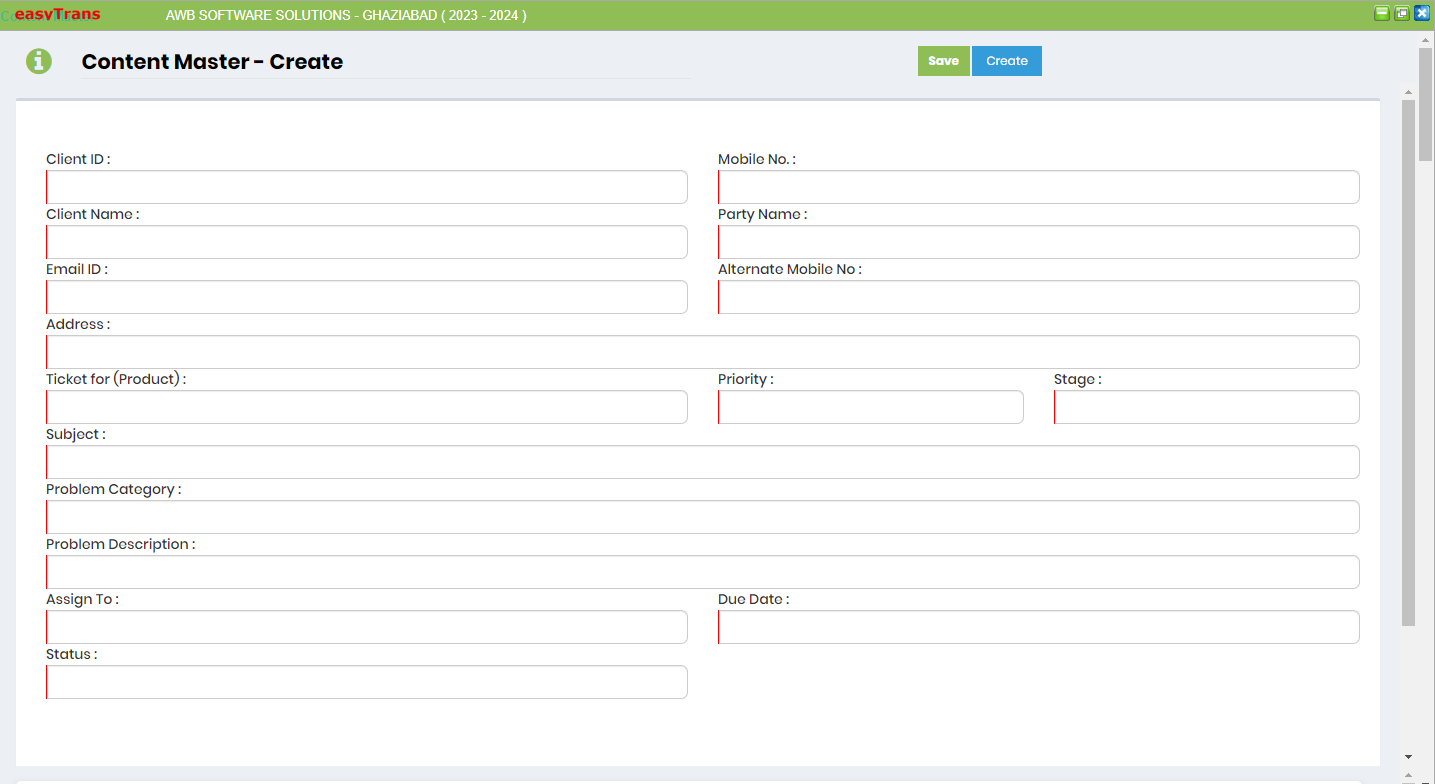 easyTrans AWB SOFTWARE SOLUTIONS - GHAZIABAD ( 2023 - 2024 )
Content Master - Create Save Create
Client ID : Mobile No. :
Client Name : Party Name :
Email ID : Alternate Mobile No :
Address :
Ticket for (Product) : Priority : Stage :
Subject :
Problem Category :
Problem Description :
Assign To : Due Date :
Status :